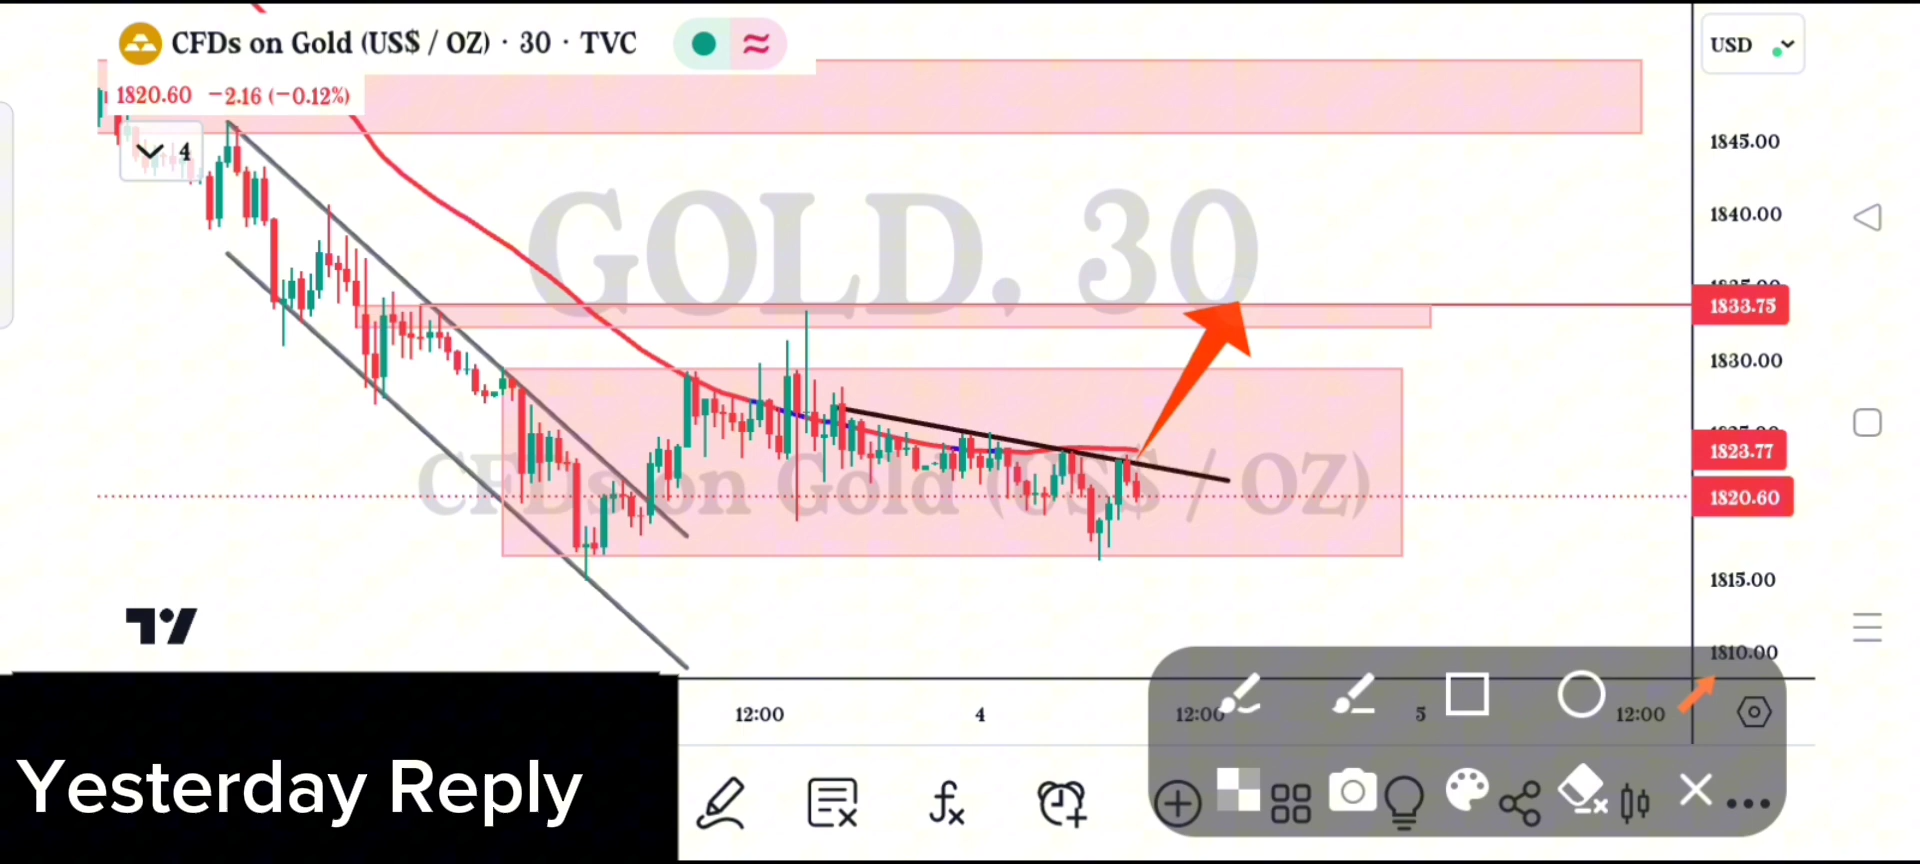 CFDs on Gold (US$ / OZ) · 30 · TVC
USD
1820.60 −2.16 (−0.12%)
4
GOLD, 30
CFDs on Gold (US$ / OZ)
1845.00
1840.00
1833.75
1830.00
1823.77
1820.60
1815.00
1810.00
12:00
4
12:00
5
12:00
Yesterday Reply